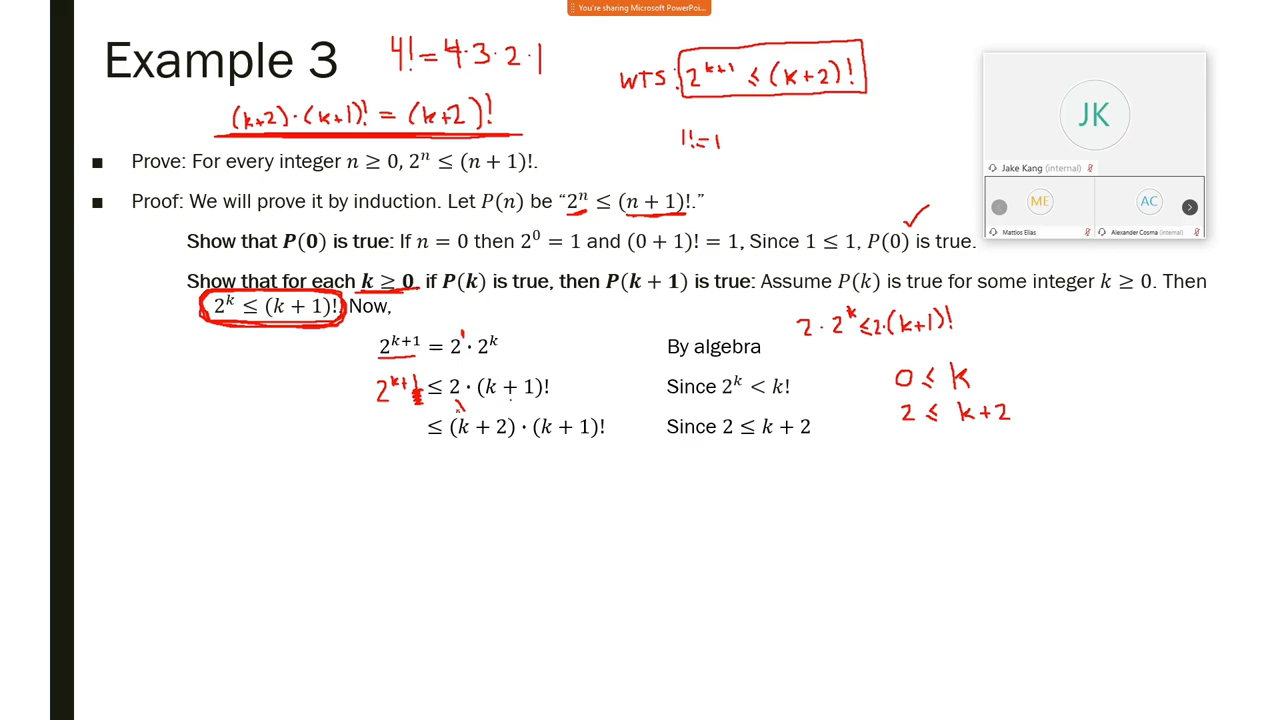 You're sharing Microsoft PowerPoi...
Example 3
4! = 4·3·2·1
WTS: 2^{k+1} ≤ (k+2)!
(k+2)·(k+1)! = (k+2)!
1! = 1
JK
Jake Kang (internal)
ME
AC
Mattios Elias
Alexander Cosma (internal)
■ Prove: For every integer n ≥ 0, 2^n ≤ (n + 1)!.
■ Proof: We will prove it by induction. Let P(n) be “2^n ≤ (n + 1)!.”
Show that P(0) is true: If n = 0 then 2^0 = 1 and (0 + 1)! = 1, Since 1 ≤ 1, P(0) is true. ✓
Show that for each k ≥ 0, if P(k) is true, then P(k + 1) is true: Assume P(k) is true for some integer k ≥ 0. Then
2^k ≤ (k + 1)!. Now,
2·2^k ≤ 2·(k+1)!
2^{k+1} = 2^1 · 2^k By algebra
2^{k+1} ≤ 2 · (k + 1)! Since 2^k < k!
0 ≤ k
≤ (k + 2) · (k + 1)! Since 2 ≤ k + 2
2 ≤ k+2